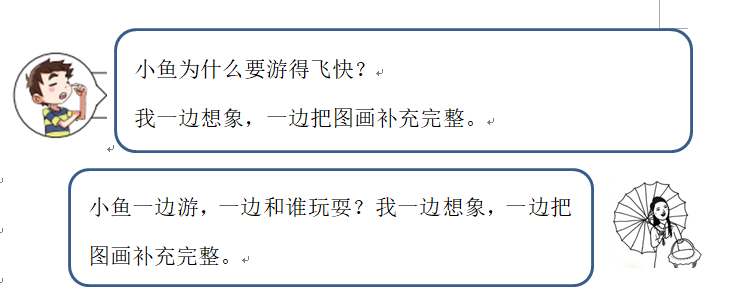 小鱼为什么要游得飞快？
我一边想象，一边把图画补充完整。
小鱼一边游，一边和谁玩耍？我一边想象，一边把
图画补充完整。